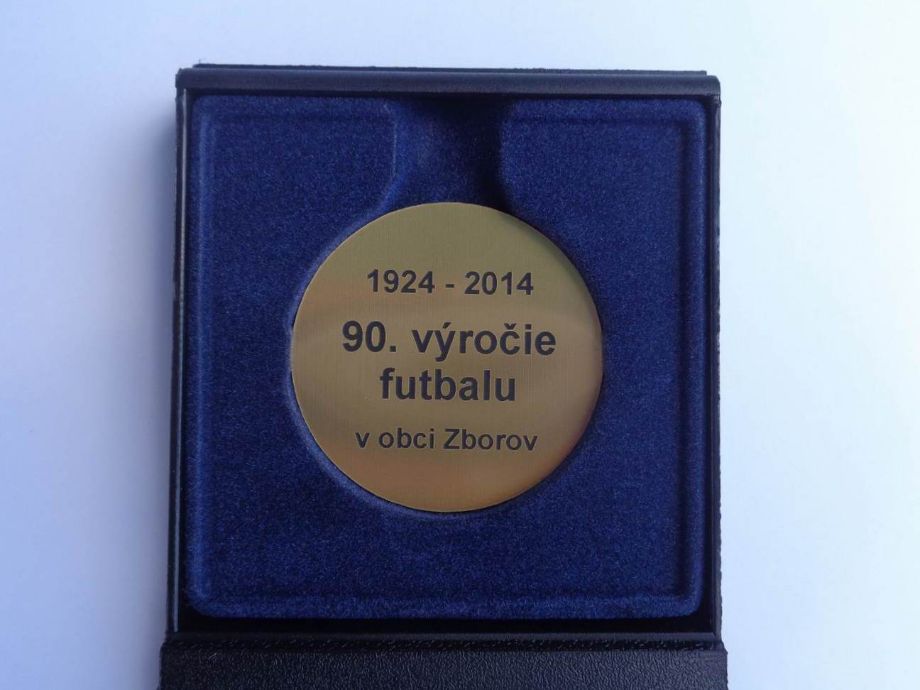 1924 - 2014
90. výročie
futbalu
v obci Zborov